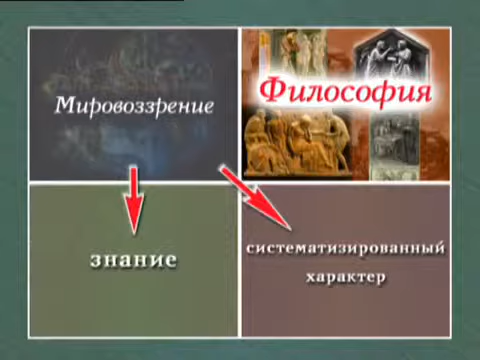 Мировоззрение
Философия
знание
систематизированный
характер